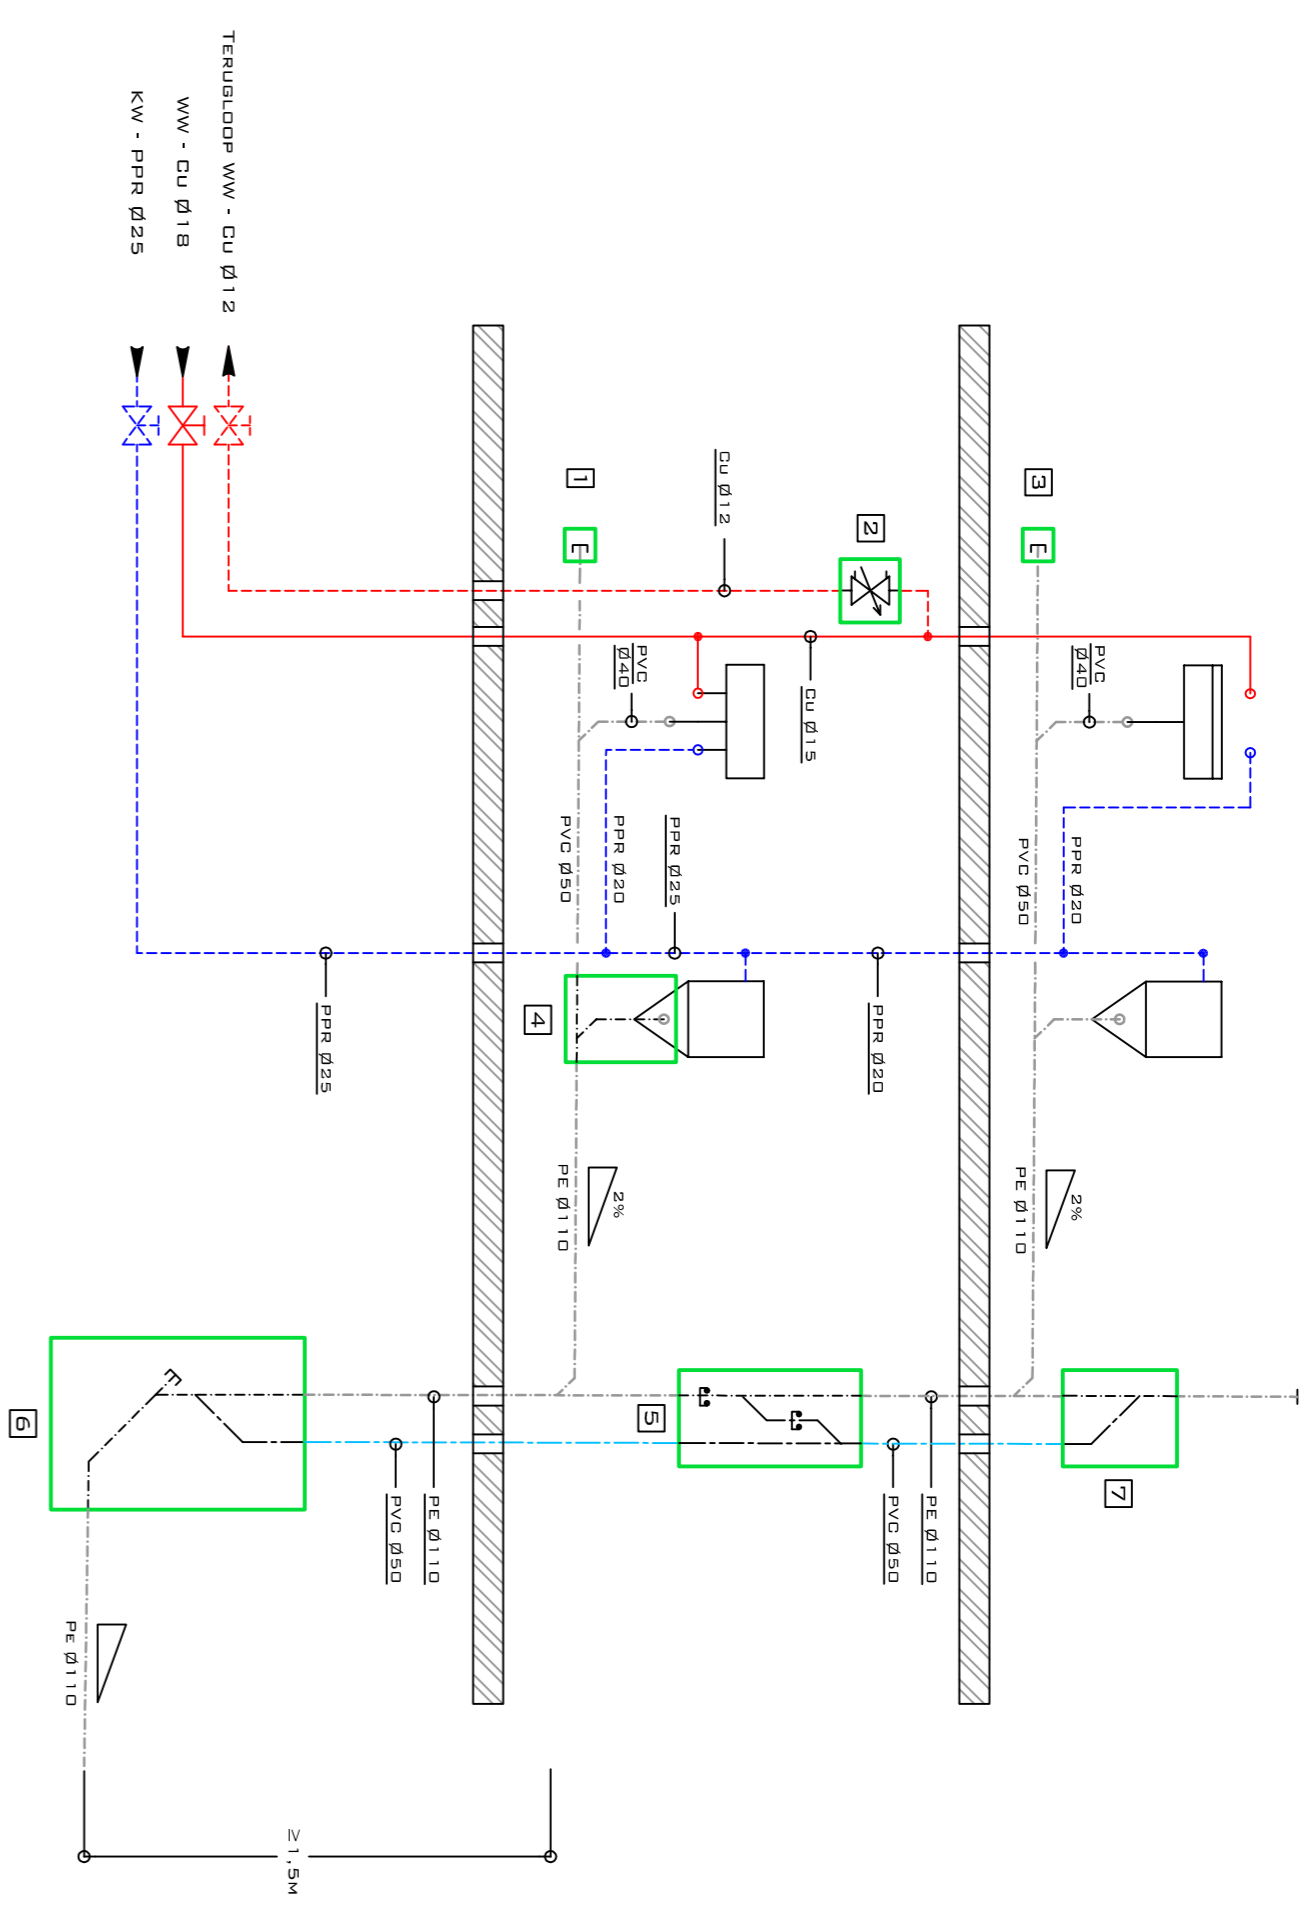 7
PVC
Ø40
PPR Ø20
2%
3
PVC Ø50
PE Ø110
PE Ø110
PVC Ø50
PPR Ø20
2
Cu Ø15
Cu Ø12
PPR Ø25
5
PVC
Ø40
PPR Ø20
2%
1
PVC Ø50
PE Ø110
4
PE Ø110
PVC Ø50
PPR Ø25
≥1,5M
TERUGLOOP WW - Cu Ø12
WW - Cu Ø18
KW - PPR Ø25
PE Ø110
6